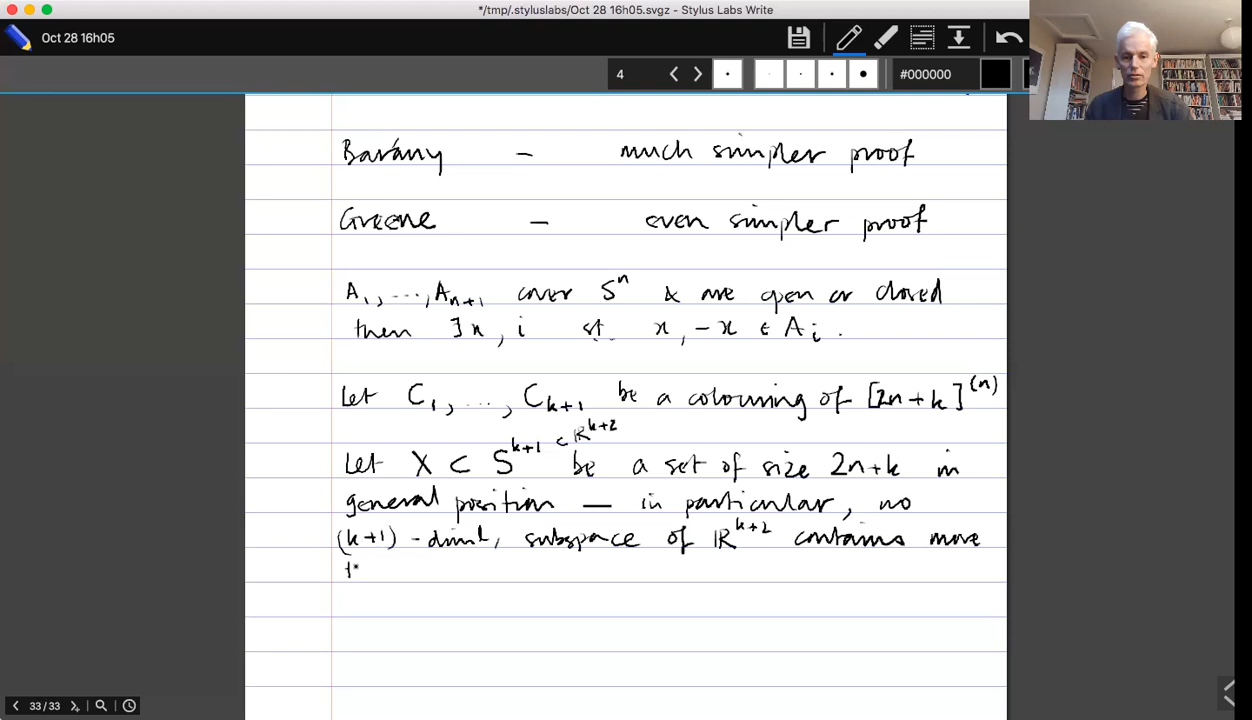 */tmp/.styluslabs/Oct 28 16h05.svgz - Stylus Labs Write
Oct 28 16h05
4
#000000
Barány - much simpler proof
Greene - even simpler proof
A₁, ..., Aₙ₊₁ cover Sⁿ & are open or closed
then ∃x, i st. x, -x ∈ Aᵢ.
Let C₁, ..., Cₖ₊₁ be a colouring of [2n+k]⁽ⁿ⁾
Let X ⊂ Sᵏ⁺¹ ⊂ ℝᵏ⁺² be a set of size 2n+k in
general position — in particular, no
(k+1)-diml, subspace of ℝᵏ⁺² contains more
33/33